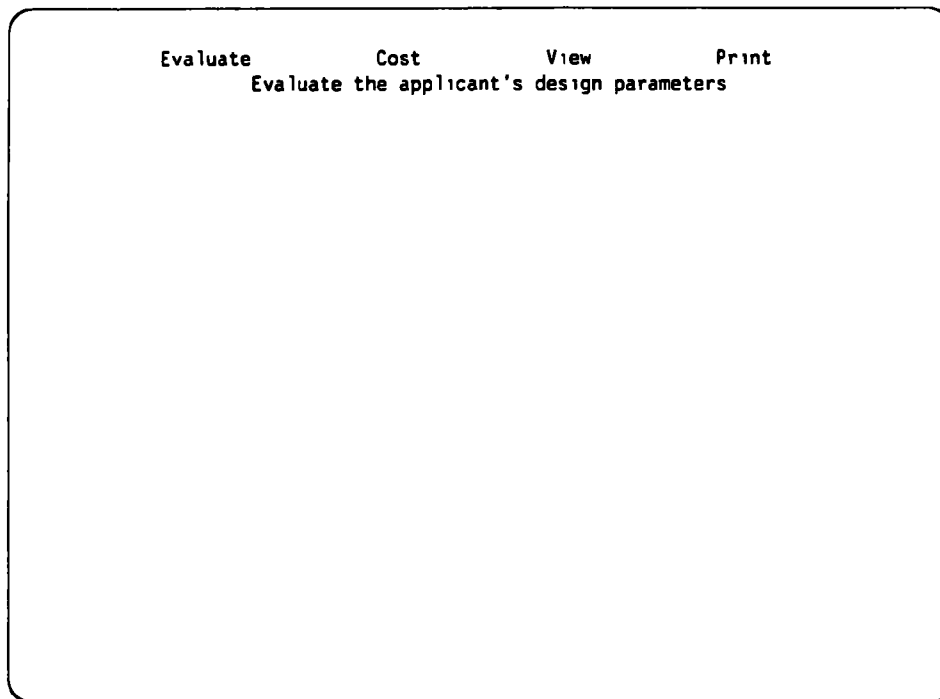 Evaluate Cost View Print
Evaluate the applicant's design parameters